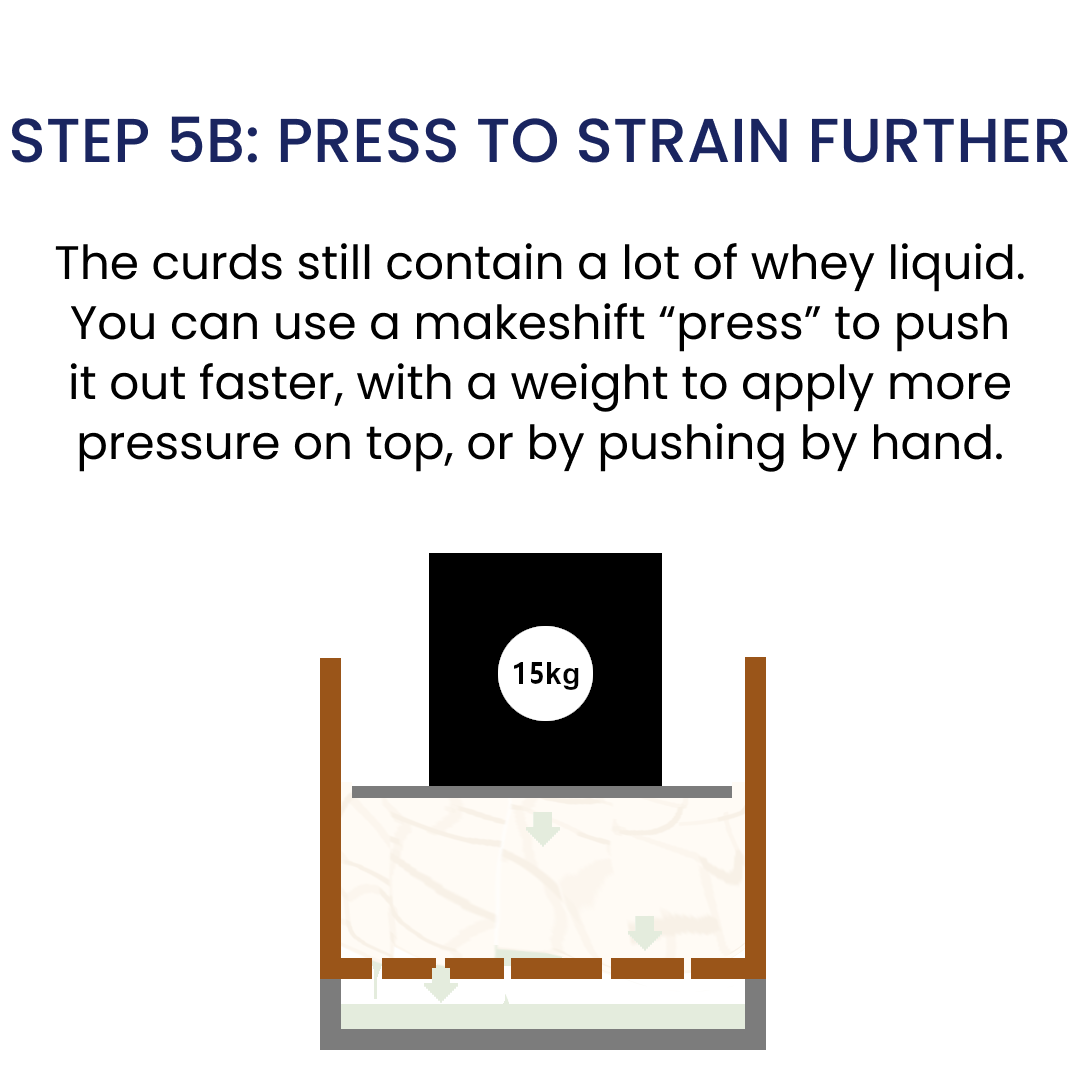 STEP 5B: PRESS TO STRAIN FURTHER
The curds still contain a lot of whey liquid.
You can use a makeshift “press” to push
it out faster, with a weight to apply more
pressure on top, or by pushing by hand.
15kg